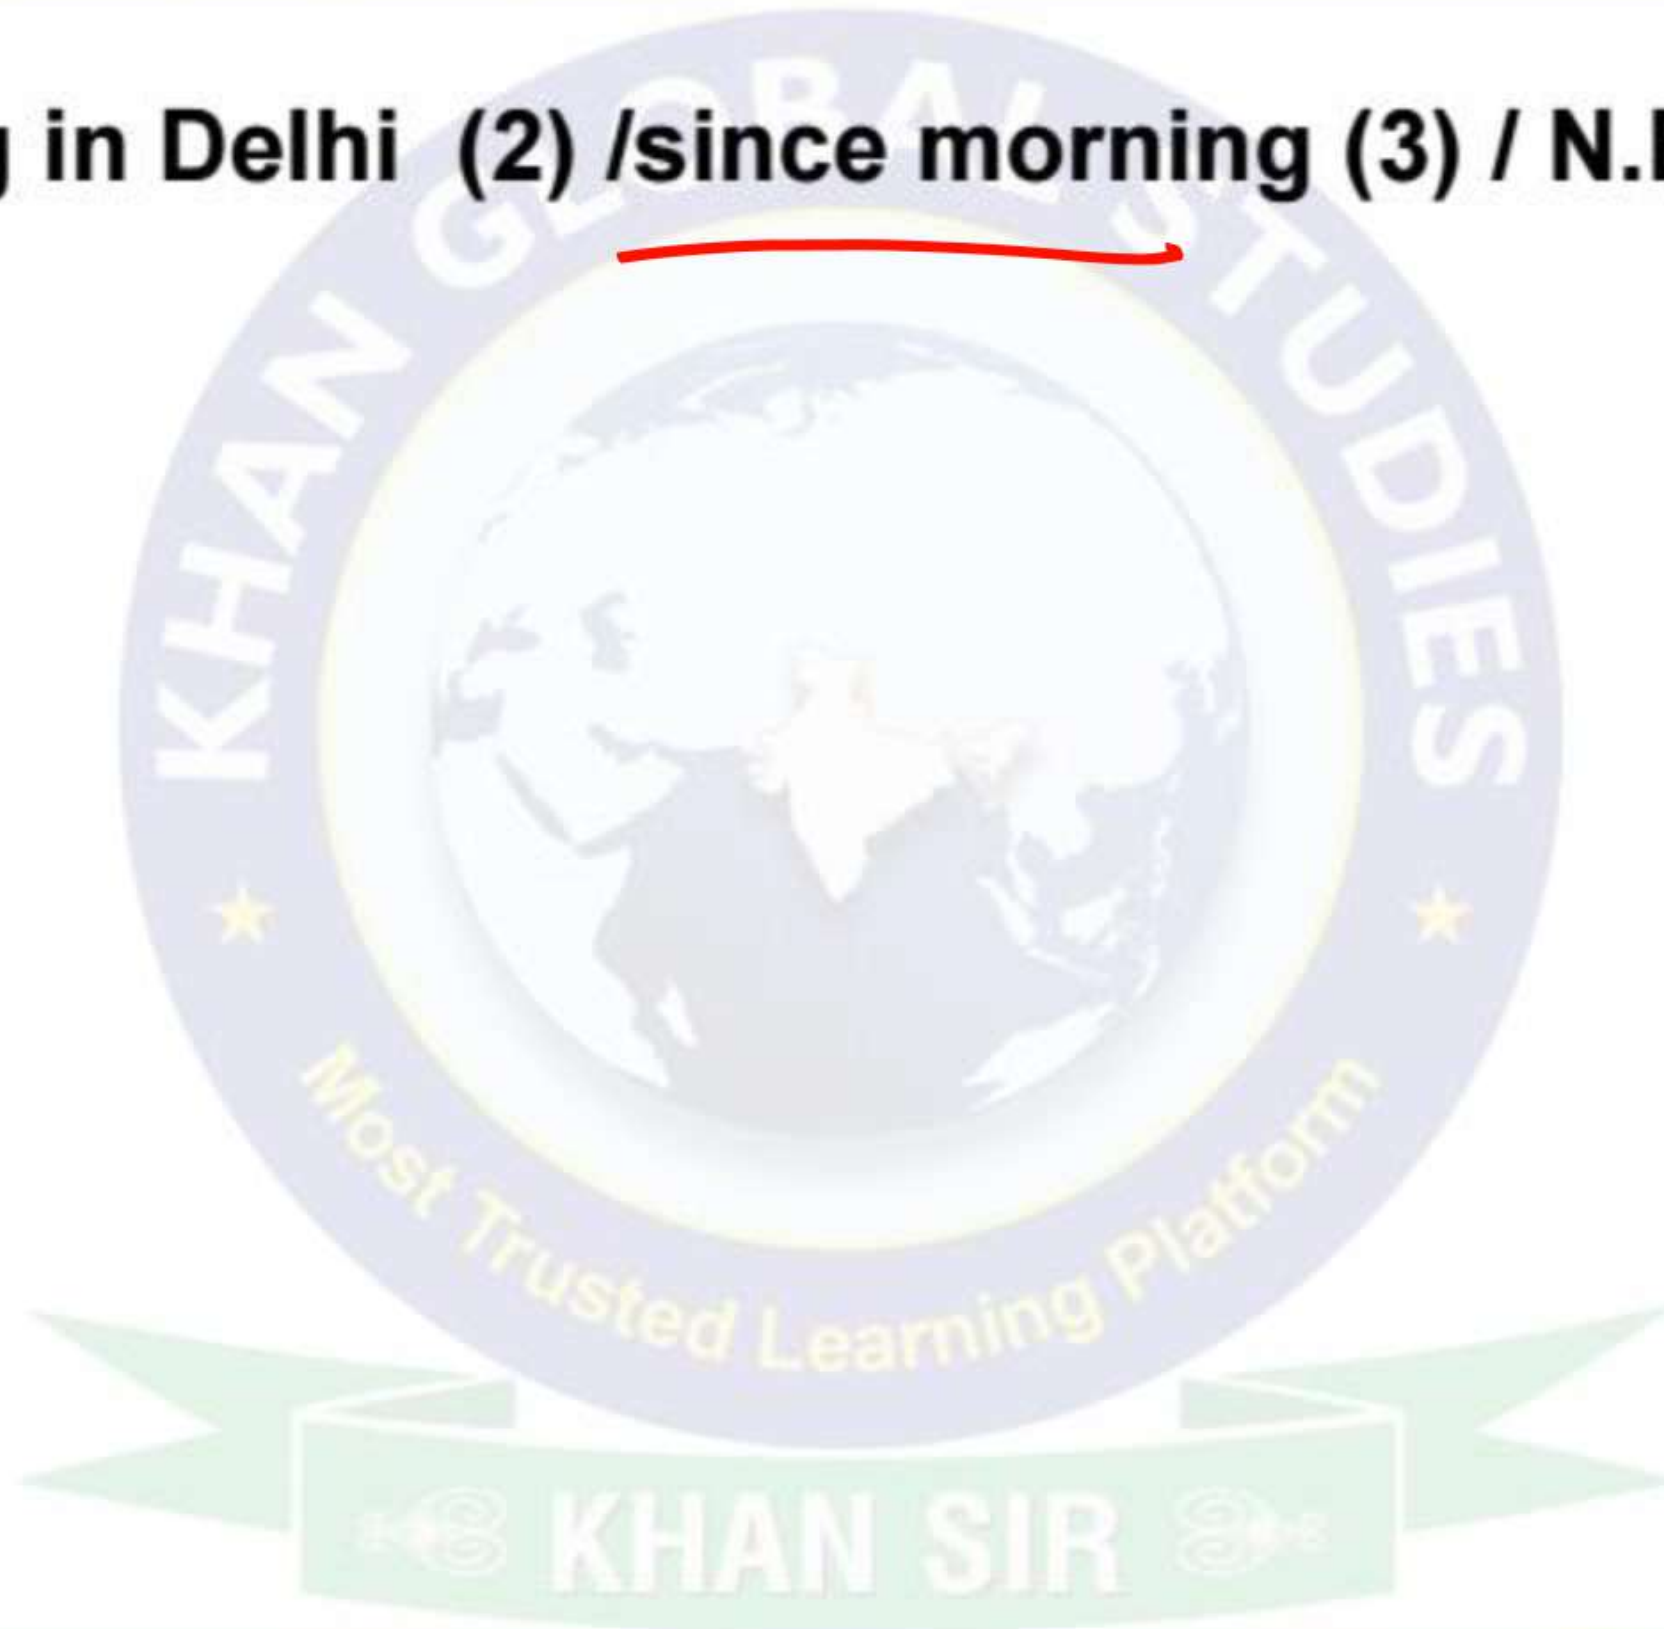 in Delhi (2) /since morning (3) / N.
KHAN GLOBAL STUDIES
Most Trusted Learning Platform
KHAN SIR